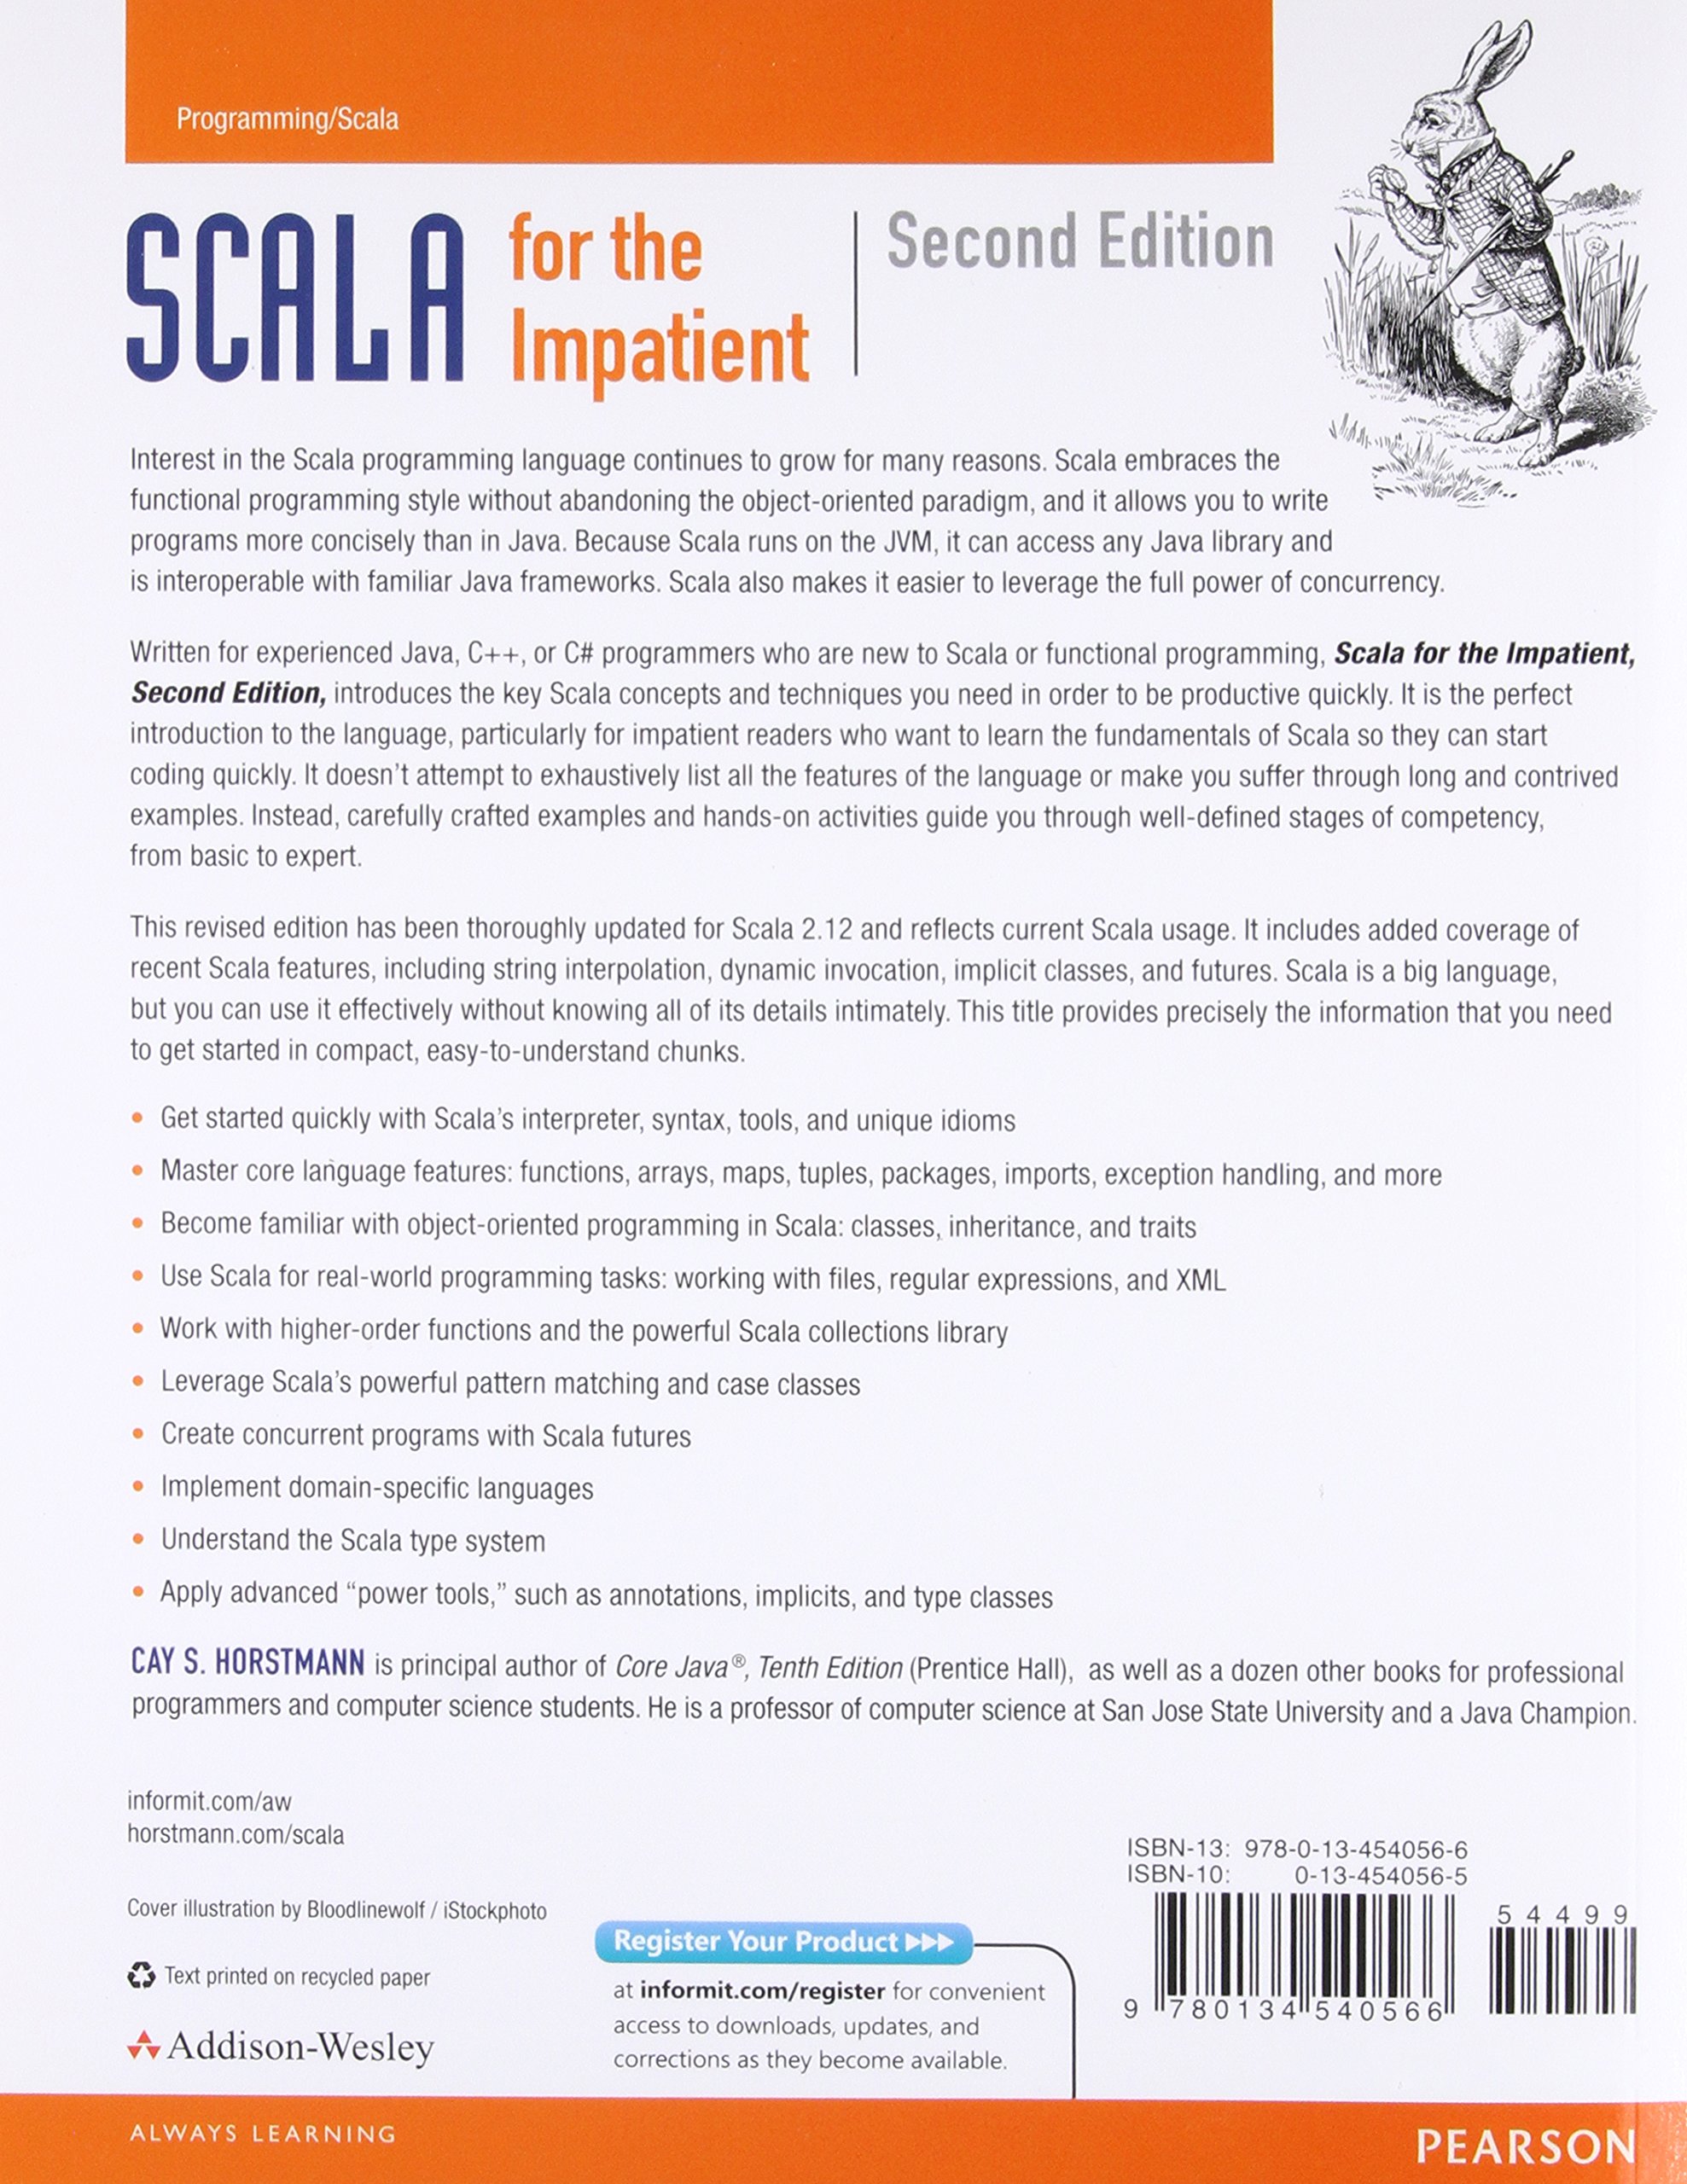 Programming/Scala
SCALA for the Impatient
Second Edition
Interest in the Scala programming language continues to grow for many reasons. Scala embraces the
functional programming style without abandoning the object-oriented paradigm, and it allows you to write
programs more concisely than in Java. Because Scala runs on the JVM, it can access any Java library and
is interoperable with familiar Java frameworks. Scala also makes it easier to leverage the full power of concurrency.
Written for experienced Java, C++, or C# programmers who are new to Scala or functional programming, Scala for the Impatient,
Second Edition, introduces the key Scala concepts and techniques you need in order to be productive quickly. It is the perfect
introduction to the language, particularly for impatient readers who want to learn the fundamentals of Scala so they can start
coding quickly. It doesn't attempt to exhaustively list all the features of the language or make you suffer through long and contrived
examples. Instead, carefully crafted examples and hands-on activities guide you through well-defined stages of competency,
from basic to expert.
This revised edition has been thoroughly updated for Scala 2.12 and reflects current Scala usage. It includes added coverage of
recent Scala features, including string interpolation, dynamic invocation, implicit classes, and futures. Scala is a big language,
but you can use it effectively without knowing all of its details intimately. This title provides precisely the information that you need
to get started in compact, easy-to-understand chunks.
• Get started quickly with Scala's interpreter, syntax, tools, and unique idioms
• Master core language features: functions, arrays, maps, tuples, packages, imports, exception handling, and more
• Become familiar with object-oriented programming in Scala: classes, inheritance, and traits
• Use Scala for real-world programming tasks: working with files, regular expressions, and XML
• Work with higher-order functions and the powerful Scala collections library
• Leverage Scala's powerful pattern matching and case classes
• Create concurrent programs with Scala futures
• Implement domain-specific languages
• Understand the Scala type system
• Apply advanced “power tools,” such as annotations, implicits, and type classes
CAY S. HORSTMANN is principal author of Core Java®, Tenth Edition (Prentice Hall), as well as a dozen other books for professional
programmers and computer science students. He is a professor of computer science at San Jose State University and a Java Champion.
informit.com/aw
horstmann.com/scala
Cover illustration by Bloodlinewolf / iStockphoto
Text printed on recycled paper
Addison-Wesley
Register Your Product
at informit.com/register for convenient
access to downloads, updates, and
corrections as they become available.
ISBN-13: 978-0-13-454056-6
ISBN-10: 0-13-454056-5
5 4 4 9 9
9 780134 540566
ALWAYS LEARNING
PEARSON